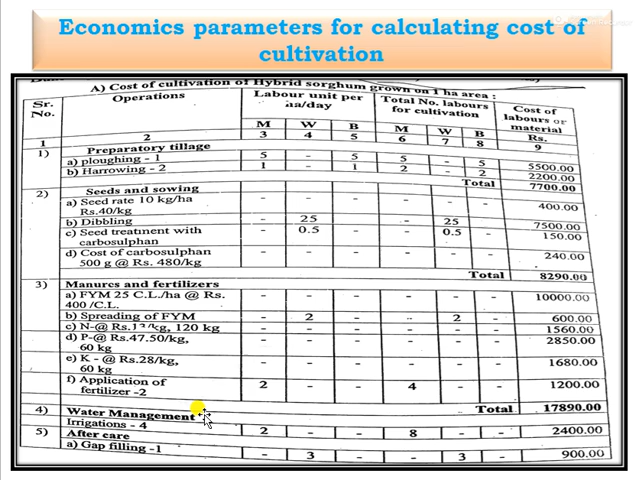 Economics parameters for calculating cost of
cultivation
A) Cost of cultivation of Hybrid sorghum grown on 1 ha area :
Sr. No. Operations Labour unit per ha/day Total No. labours for cultivation Cost of labours or material Rs.
M W B M W B
1 2 3 4 5 6 7 8 9
1) Preparatory tillage
a) ploughing - 1 5 - 5 5 - 5 5500.00
b) Harrowing - 2 1 - 1 2 - 2 2200.00
Total 7700.00
2) Seeds and sowing
a) Seed rate 10 kg/ha - - - - - - 400.00
Rs.40/kg
b) Dibbling - 25 - 25 - 7500.00
c) Seed treatment with - 0.5 - - 0.5 - 150.00
carbosulphan
d) Cost of carbosulphan - - - - - - 240.00
500 g @ Rs. 480/kg
Total 8290.00
3) Manurcs and fertilizers
a) FYM 25 C.L./ha @ Rs. - - - - - - 10000.00
400 /C.L.
b) Spreading of FYM - 2 - - 2 - 600.00
c) N-@ Rs.13/kg, 120 kg - - - - - - 1560.00
d) P-@ Rs.47.50/kg, - - - - - - 2850.00
60 kg
e) K - @ Rs.28/kg, - - - - - - 1680.00
60 kg
f) Application of 2 - - 4 - - 1200.00
fertilizer -2
Total 17890.00
4) Water Management
Irrigations - 4 2 - - 8 - - 2400.00
5) After care
a) Gap filling -1 - 3 - - 3 - 900.00